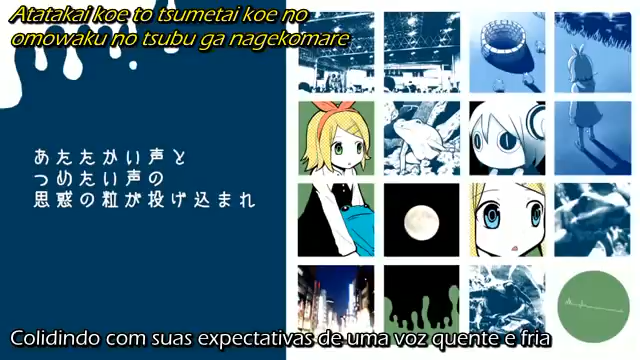 Atatakai koe to tsumetai koe no
omowaku no tsubu ga nagekomare
あたたかい声と
つめたい声の
思惑の粒が投げ込まれ
Colidindo com suas expectativas de uma voz quente e fria